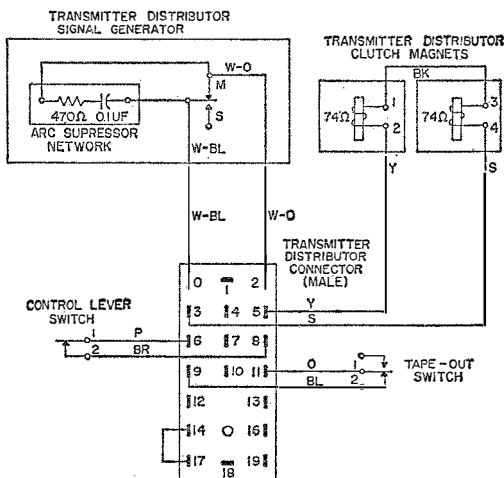 TRANSMITTER DISTRIBUTOR
SIGNAL GENERATOR
TRANSMITTER DISTRIBUTOR
CLUTCH MAGNETS
W-O
BK
M
S
470Ω 0.1UF
ARC SUPRESSOR
NETWORK
W-BL
74Ω
1
2
74Ω
3
4
Y
S
W-BL
W-O
TRANSMITTER
DISTRIBUTOR
CONNECTOR
(MALE)
0 1 2
3 4 5
Y
S
CONTROL LEVER
SWITCH
1
P
2
BR
6 7 8
9 10 11
O
BL
1
2
TAPE-OUT
SWITCH
12 13
14 16
17 18 19